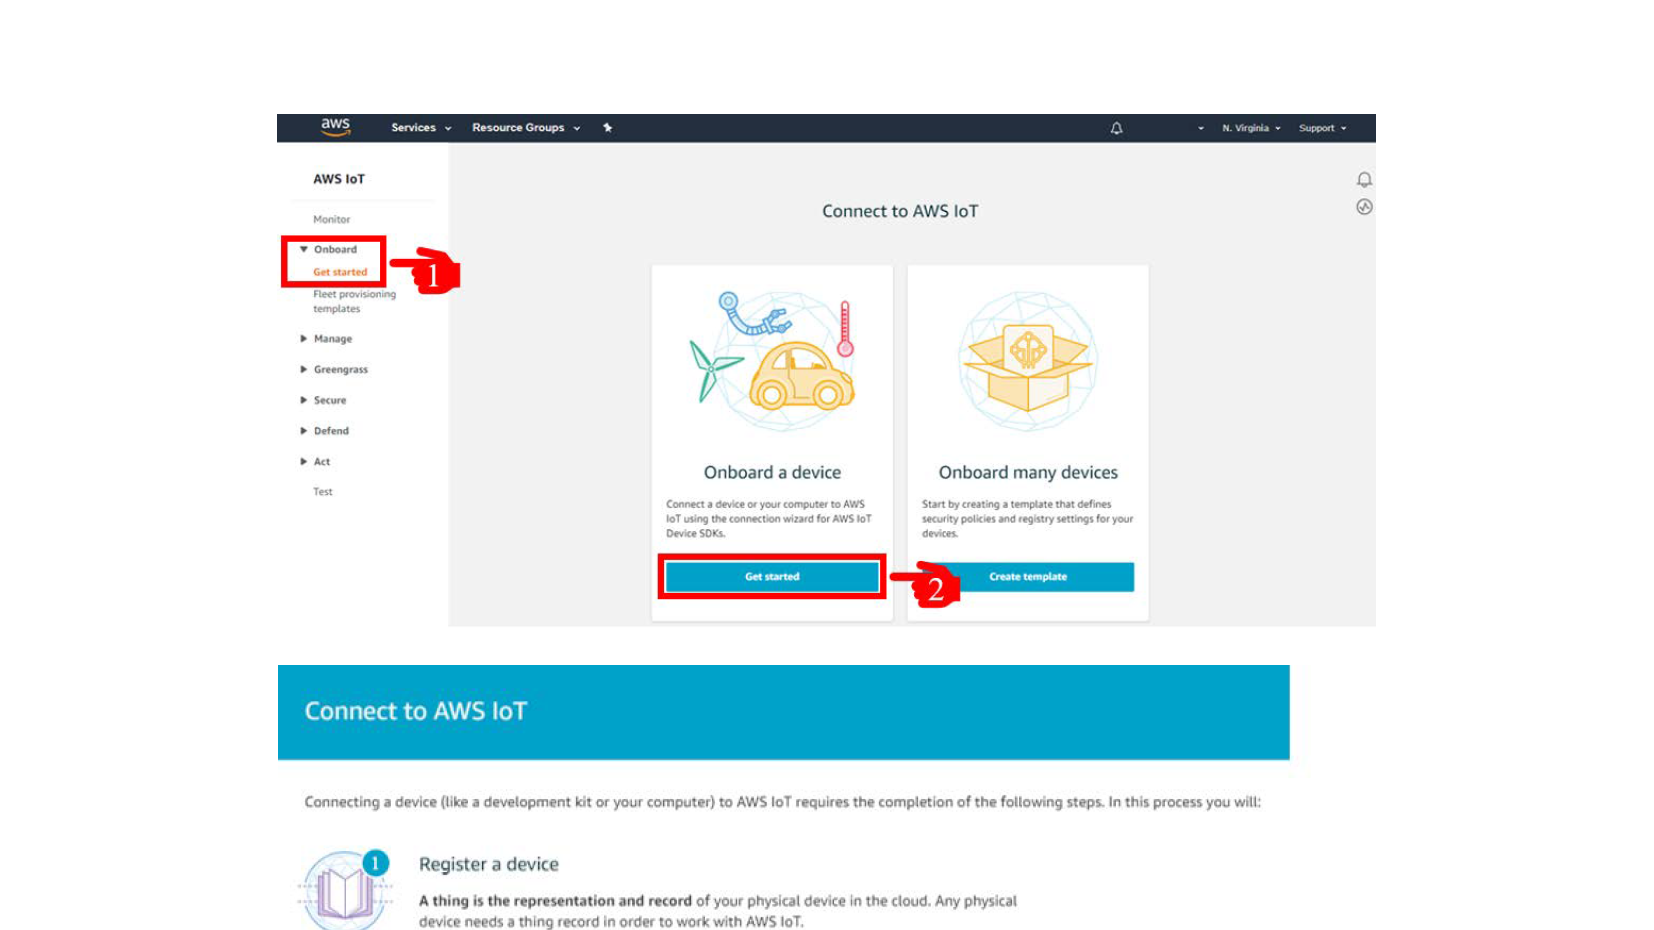 aws
Services
Resource Groups
N. Virginia
Support
AWS IoT
Monitor
Onboard
Get started
1
Fleet provisioning
templates
Manage
Greengrass
Secure
Defend
Act
Test
Connect to AWS IoT
Onboard a device
Connect a device or your computer to AWS
IoT using the connection wizard for AWS IoT
Device SDKs.
Get started
2
Onboard many devices
Start by creating a template that defines
security policies and registry settings for your
devices.
Create template
Connect to AWS IoT
Connecting a device (like a development kit or your computer) to AWS IoT requires the completion of the following steps. In this process you will:
1
Register a device
A thing is the representation and record of your physical device in the cloud. Any physical
device needs a thing record in order to work with AWS IoT.